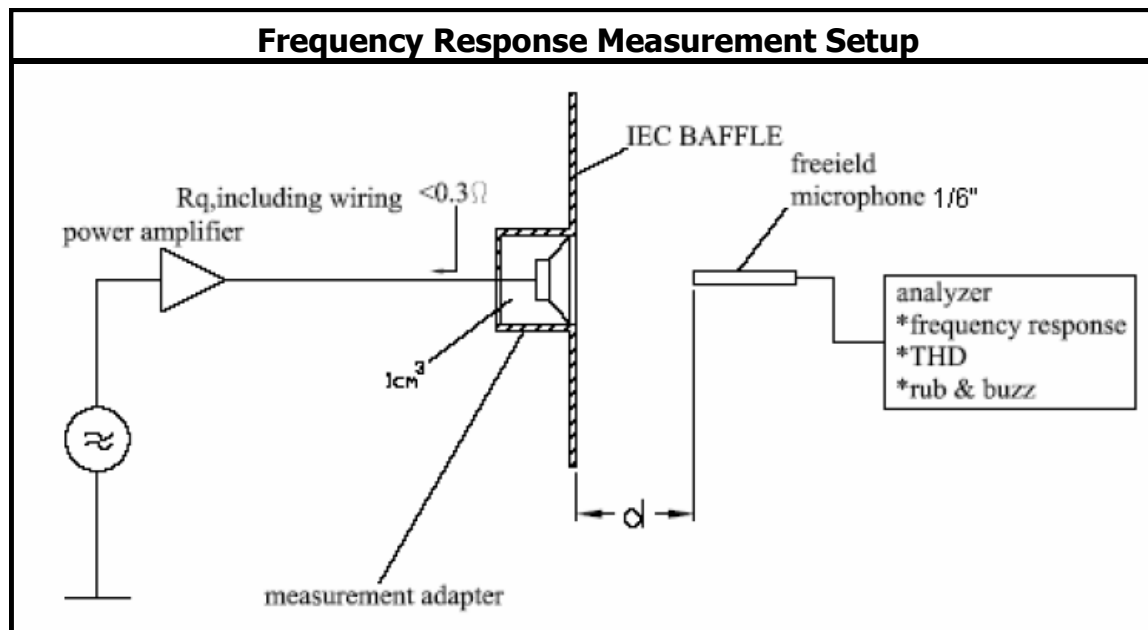 Frequency Response Measurement Setup
IEC BAFFLE
freeield
microphone 1/6"
Rq,including wiring <0.3Ω
power amplifier
analyzer
*frequency response
*THD
*rub & buzz
1cm³
d
measurement adapter